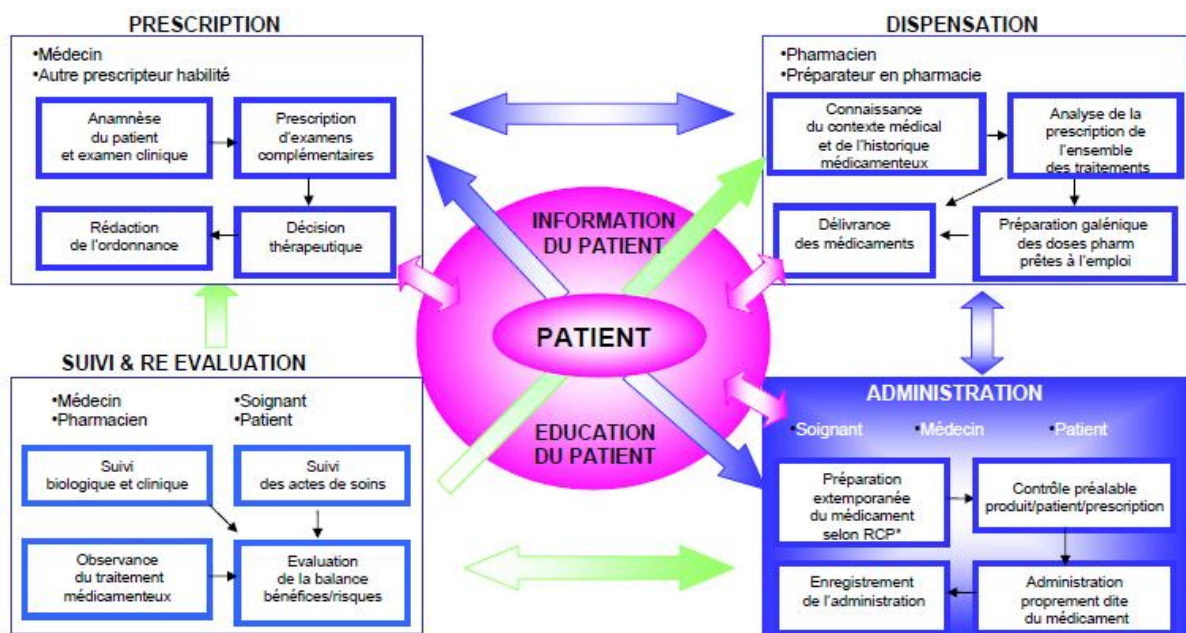 PRESCRIPTION
•Médecin
•Autre prescripteur habilité
Anamnèse
du patient
et examen clinique
Prescription
d'examens
complémentaires
Rédaction
de l'ordonnance
Décision
thérapeutique
DISPENSATION
•Pharmacien
•Préparateur en pharmacie
Connaissance
du contexte médical
et de l'historique
médicamenteux
Analyse de la
prescription de
l'ensemble
des traitements
Délivrance
des médicaments
Préparation galénique
des doses pharm
prêtes à l'emploi
INFORMATION
DU PATIENT
PATIENT
EDUCATION
DU PATIENT
SUIVI & RE EVALUATION
•Médecin
•Pharmacien
•Soignant
•Patient
Suivi
biologique et clinique
Suivi
des actes de soins
Observance
du traitement
médicamenteux
Evaluation
de la balance
bénéfices/risques
ADMINISTRATION
•Soignant
•Médecin
•Patient
Préparation
extemporanée
du médicament
selon RCP*
Contrôle préalable
produit/patient/prescription
Enregistrement
de l'administration
Administration
proprement dite
du médicament